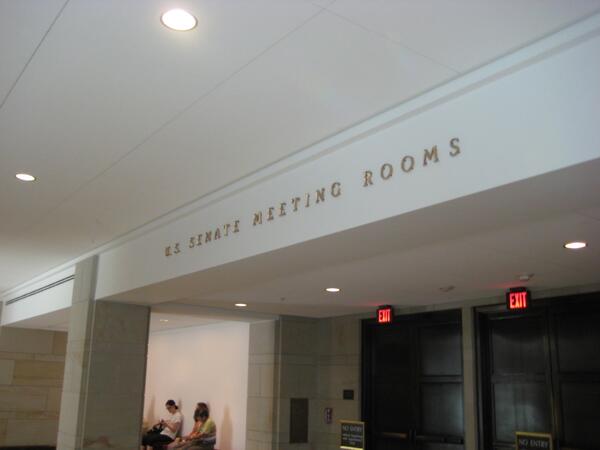 U.S. SENATE MEETING ROOMS
EXIT
EXIT
NO ENTRY
NO ENTRY